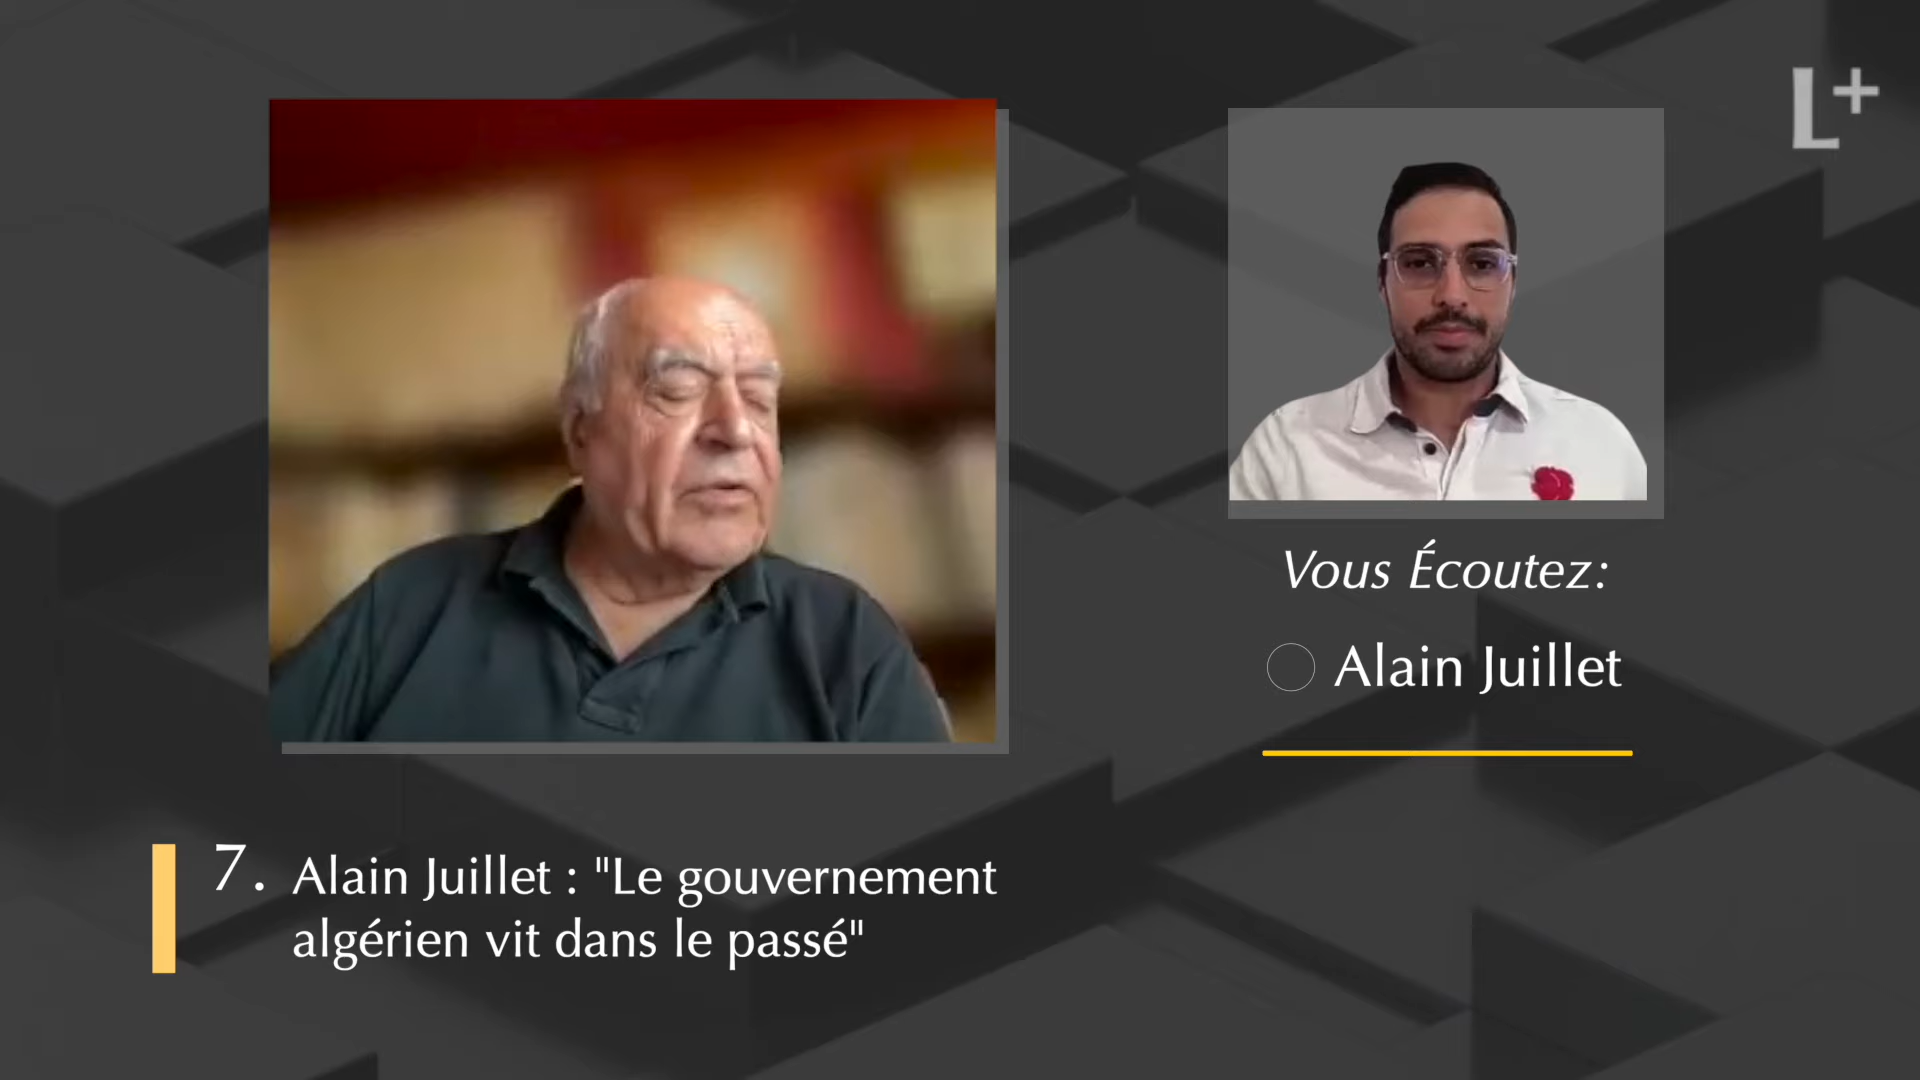 L+
Vous Écoutez:
Alain Juillet
7. Alain Juillet : "Le gouvernement
algérien vit dans le passé"